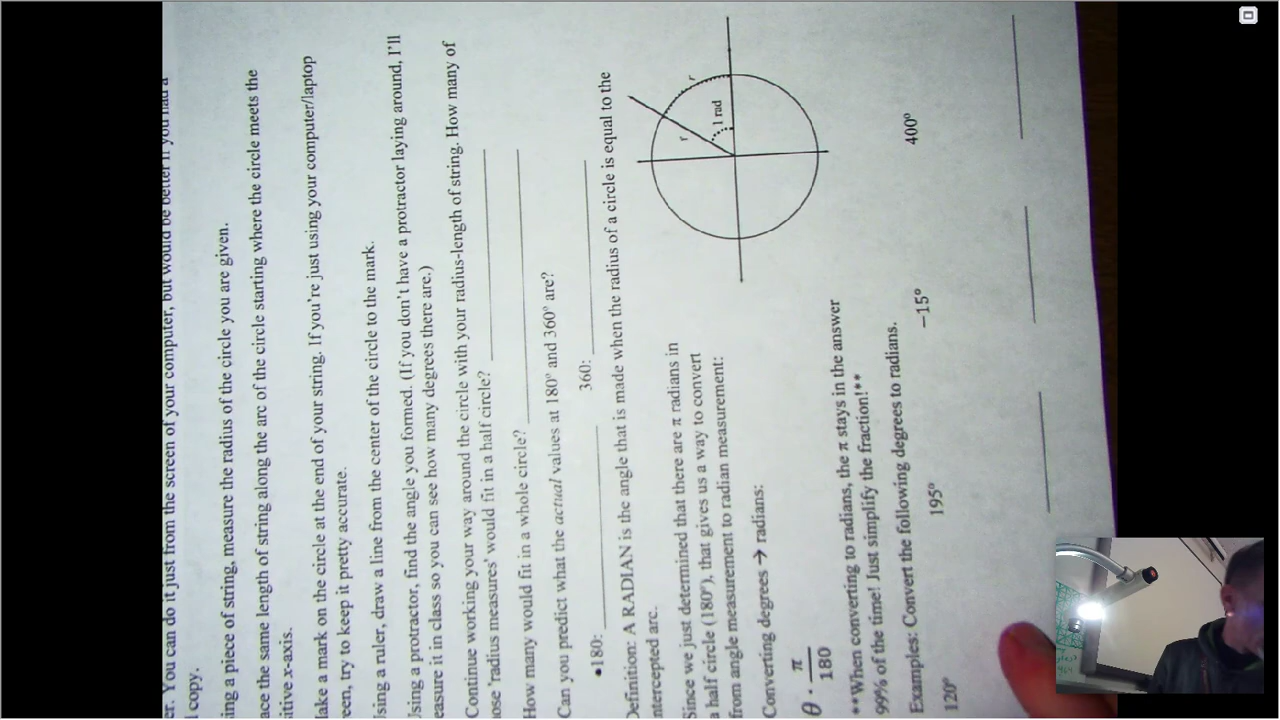 er. You can do it just from the screen of your computer, but would be better if you had a
l copy.
ing a piece of string, measure the radius of the circle you are given.
ace the same length of string along the arc of the circle starting where the circle meets the
itive x-axis.
lake a mark on the circle at the end of your string. If you're just using your computer/laptop
reen, try to keep it pretty accurate.
Jsing a ruler, draw a line from the center of the circle to the mark.
Jsing a protractor, find the angle you formed. (If you don't have a protractor laying around, I'll
easure it in class so you can see how many degrees there are.)
Continue working your way around the circle with your radius-length of string. How many of
nose 'radius measures' would fit in a half circle?
How many would fit in a whole circle?
Can you predict what the actual values at 180° and 360° are?
•180: 360:
Definition: A RADIAN is the angle that is made when the radius of a circle is equal to the
ntercepted arc.
Since we just determined that there are π radians in
a half circle (180°), that gives us a way to convert
from angle measurement to radian measurement:
r
r
1 rad
Converting degrees → radians:
θ · π/180
**When converting to radians, the π stays in the answer
99% of the time! Just simplify the fraction!**
Examples: Convert the following degrees to radians.
120° 195° −15° 400°